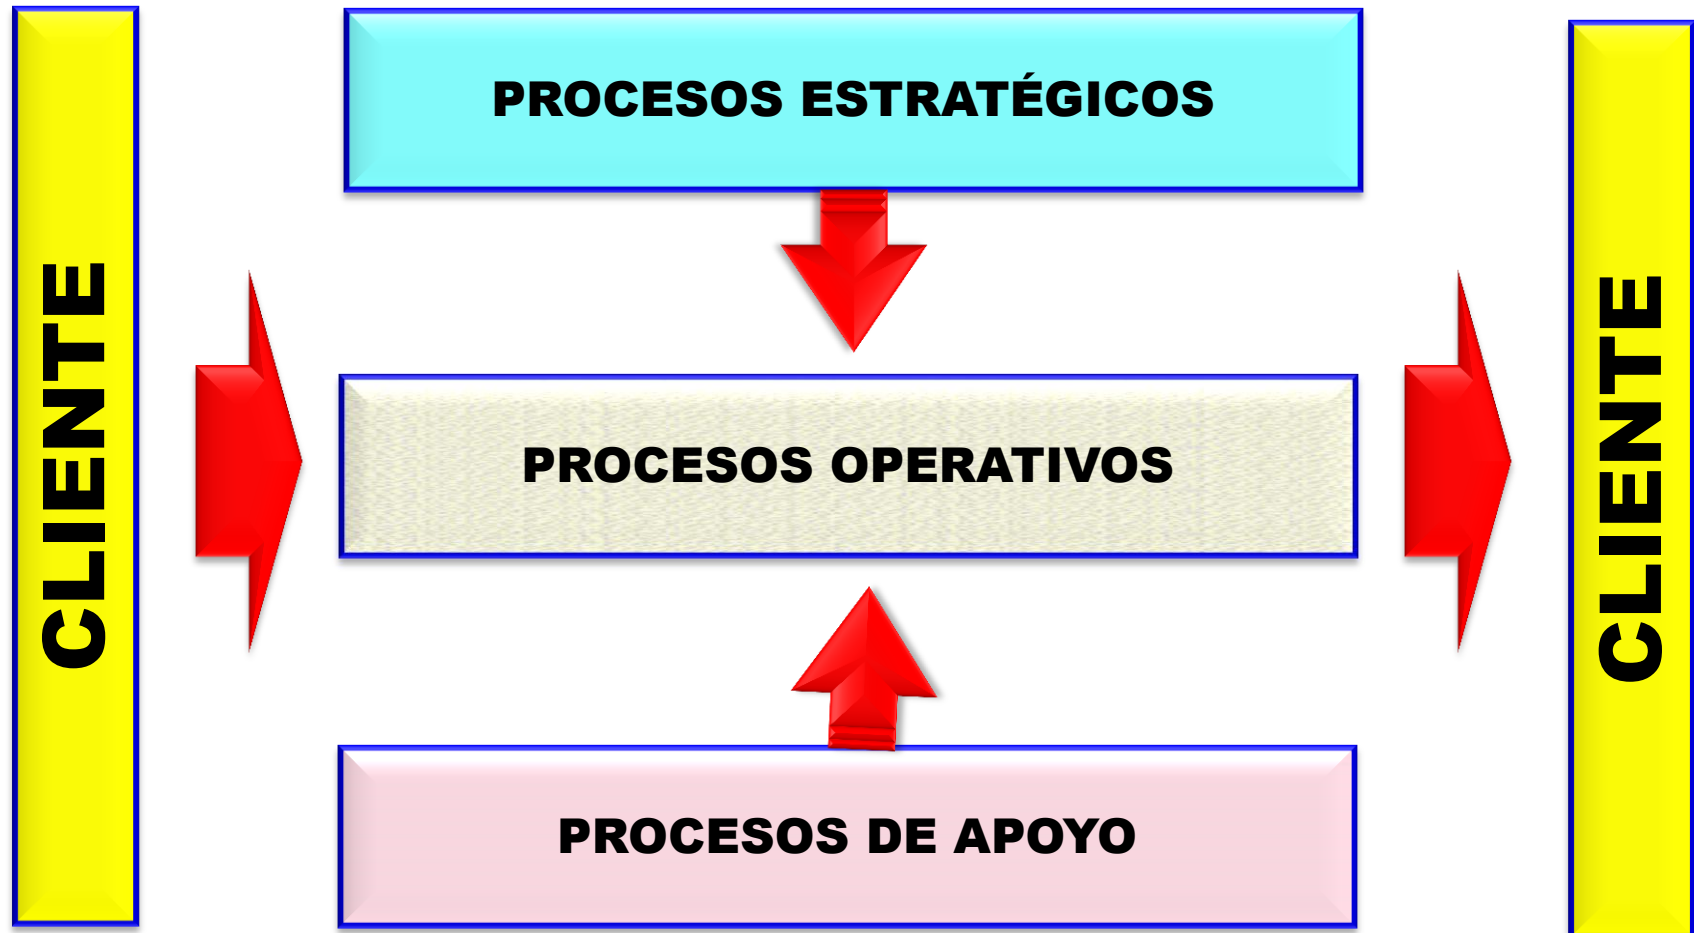 CLIENTE
PROCESOS ESTRATÉGICOS
PROCESOS OPERATIVOS
PROCESOS DE APOYO
CLIENTE